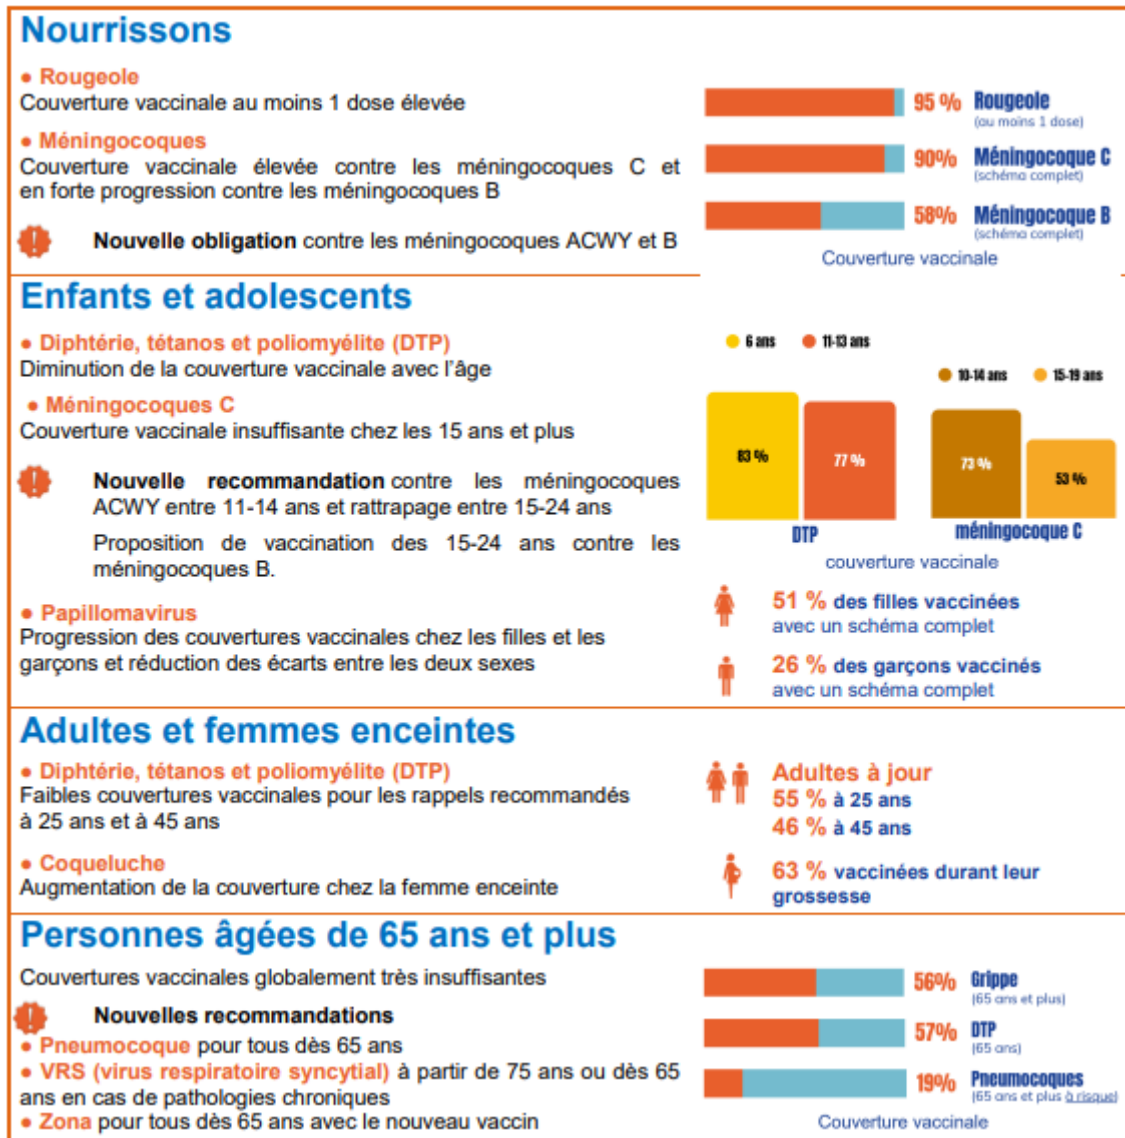 Nourrissons
● Rougeole
Couverture vaccinale au moins 1 dose élevée
● Méningocoques
Couverture vaccinale élevée contre les méningocoques C et
en forte progression contre les méningocoques B
! Nouvelle obligation contre les méningocoques ACWY et B
95 % Rougeole
(au moins 1 dose)
90% Méningocoque C
(schéma complet)
58% Méningocoque B
(schéma complet)
Couverture vaccinale
Enfants et adolescents
● Diphtérie, tétanos et poliomyélite (DTP)
Diminution de la couverture vaccinale avec l'âge
● Méningocoques C
Couverture vaccinale insuffisante chez les 15 ans et plus
! Nouvelle recommandation contre les méningocoques
ACWY entre 11-14 ans et rattrapage entre 15-24 ans
Proposition de vaccination des 15-24 ans contre les
méningocoques B.
● Papillomavirus
Progression des couvertures vaccinales chez les filles et les
garçons et réduction des écarts entre les deux sexes
6 ans 11-13 ans
10-14 ans 15-19 ans
83 % 77 % 73 % 53 %
DTP méningocoque C
couverture vaccinale
51 % des filles vaccinées
avec un schéma complet
26 % des garçons vaccinés
avec un schéma complet
Adultes et femmes enceintes
● Diphtérie, tétanos et poliomyélite (DTP)
Faibles couvertures vaccinales pour les rappels recommandés
à 25 ans et à 45 ans
● Coqueluche
Augmentation de la couverture chez la femme enceinte
Adultes à jour
55 % à 25 ans
46 % à 45 ans
63 % vaccinées durant leur
grossesse
Personnes âgées de 65 ans et plus
Couvertures vaccinales globalement très insuffisantes
! Nouvelles recommandations
● Pneumocoque pour tous dès 65 ans
● VRS (virus respiratoire syncytial) à partir de 75 ans ou dès 65
ans en cas de pathologies chroniques
● Zona pour tous dès 65 ans avec le nouveau vaccin
56% Grippe
(65 ans et plus)
57% DTP
(65 ans)
19% Pneumocoques
(65 ans et plus à risque)
Couverture vaccinale